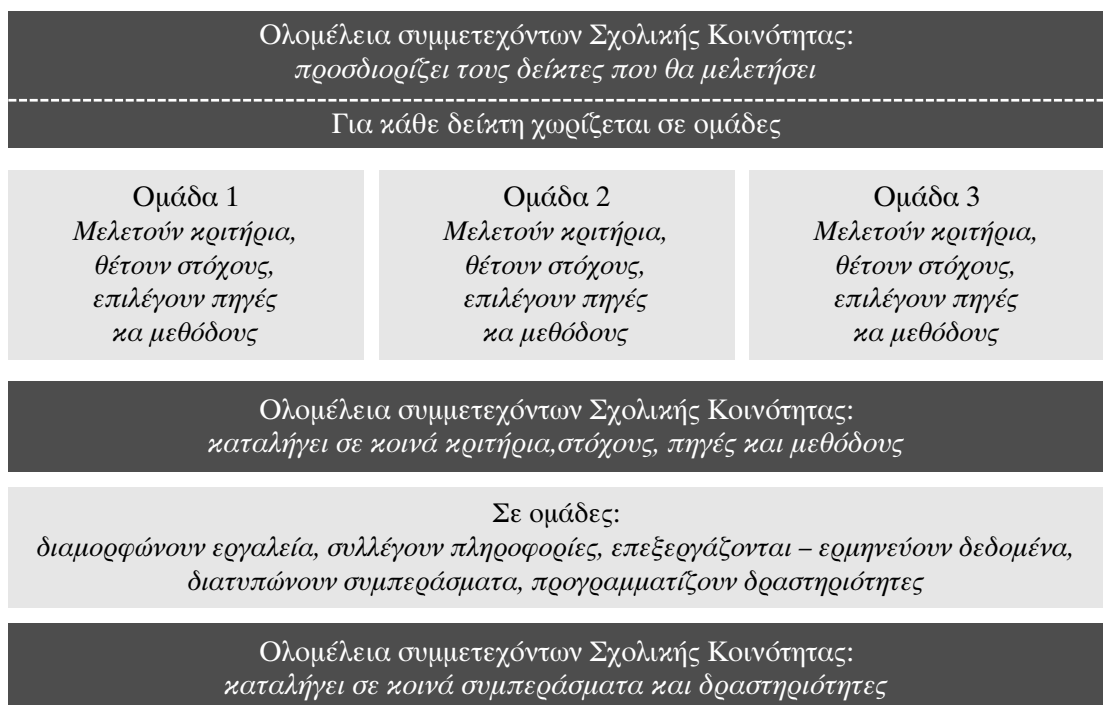 Ολομέλεια συμμετεχόντων Σχολικής Κοινότητας:
προσδιορίζει τους δείκτες που θα μελετήσει
Για κάθε δείκτη χωρίζεται σε ομάδες
Ομάδα 1
Μελετούν κριτήρια,
θέτουν στόχους,
επιλέγουν πηγές
κα μεθόδους
Ομάδα 2
Μελετούν κριτήρια,
θέτουν στόχους,
επιλέγουν πηγές
κα μεθόδους
Ομάδα 3
Μελετούν κριτήρια,
θέτουν στόχους,
επιλέγουν πηγές
κα μεθόδους
Ολομέλεια συμμετεχόντων Σχολικής Κοινότητας:
καταλήγει σε κοινά κριτήρια,στόχους, πηγές και μεθόδους
Σε ομάδες:
διαμορφώνουν εργαλεία, συλλέγουν πληροφορίες, επεξεργάζονται – ερμηνεύουν δεδομένα,
διατυπώνουν συμπεράσματα, προγραμματίζουν δραστηριότητες
Ολομέλεια συμμετεχόντων Σχολικής Κοινότητας:
καταλήγει σε κοινά συμπεράσματα και δραστηριότητες